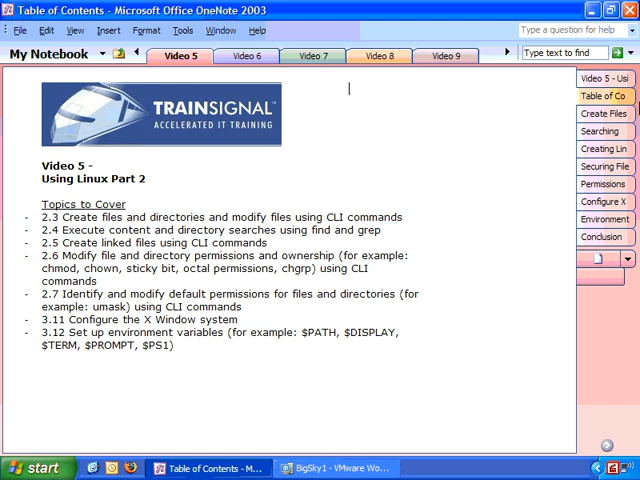 Table of Contents - Microsoft Office OneNote 2003
File Edit View Insert Format Tools Window Help Type a question for help
My Notebook Video 5 Video 6 Video 7 Video 8 Video 9 Type text to find
TRAINSIGNAL™
ACCELERATED IT TRAINING
Video 5 -
Using Linux Part 2
Topics to Cover
- 2.3 Create files and directories and modify files using CLI commands
- 2.4 Execute content and directory searches using find and grep
- 2.5 Create linked files using CLI commands
- 2.6 Modify file and directory permissions and ownership (for example:
chmod, chown, sticky bit, octal permissions, chgrp) using CLI
commands
- 2.7 Identify and modify default permissions for files and directories (for
example: umask) using CLI commands
- 3.11 Configure the X Window system
- 3.12 Set up environment variables (for example: $PATH, $DISPLAY,
$TERM, $PROMPT, $PS1)
Video 5 - Usi
Table of Co
Create Files
Searching
Creating Lin
Securing File
Permissions
Configure X
Environment
Conclusion
start Table of Contents - M... BigSky1 - VMware Wo...